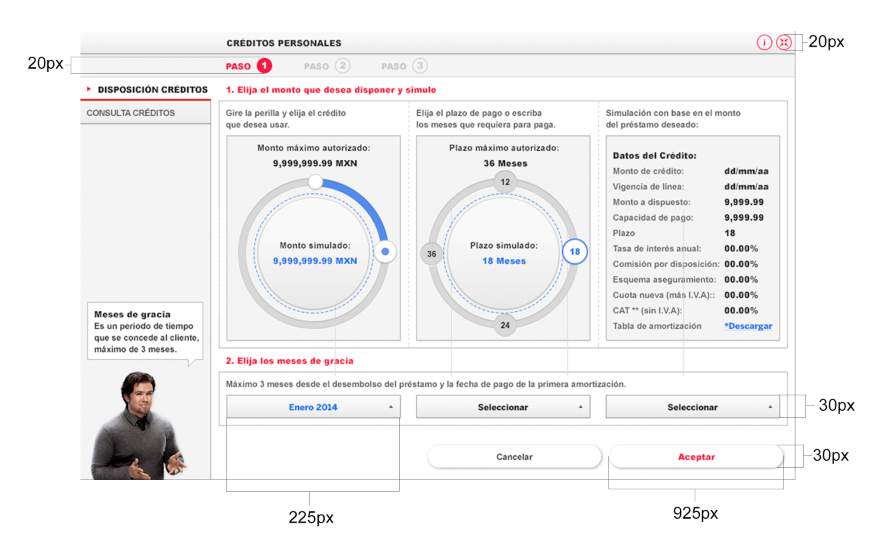 CRÉDITOS PERSONALES
i
20px
20px
PASO 1 PASO 2 PASO 3
DISPOSICIÓN CRÉDITOS
CONSULTA CRÉDITOS
1. Elija el monto que desea disponer y simule
Gire la perilla y elija el crédito
que desea usar.
Monto máximo autorizado:
9,999,999.99 MXN
Monto simulado:
9,999,999.99 MXN
Elija el plazo de pago o escriba
los meses que requiera para paga.
Plazo máximo autorizado:
36 Meses
12
36
Plazo simulado:
18 Meses
18
24
Simulación con base en el monto
del préstamo deseado:
Datos del Crédito:
Monto de crédito: dd/mm/aa
Vigencia de línea: dd/mm/aa
Monto a dispuesto: 9,999.99
Capacidad de pago: 9,999.99
Plazo 18
Tasa de interés anual: 00.00%
Comisión por disposición: 00.00%
Esquema aseguramiento: 00.00%
Cuota nueva (más I.V.A):: 00.00%
CAT ** (sin I.V.A): 00.00%
Tabla de amortización *Descargar
Meses de gracia
Es un periodo de tiempo
que se concede al cliente,
máximo de 3 meses.
2. Elija los meses de gracia
Máximo 3 meses desde el desembolso del préstamo y la fecha de pago de la primera amortización.
Enero 2014 Seleccionar Seleccionar
30px
Cancelar Aceptar
30px
225px
925px